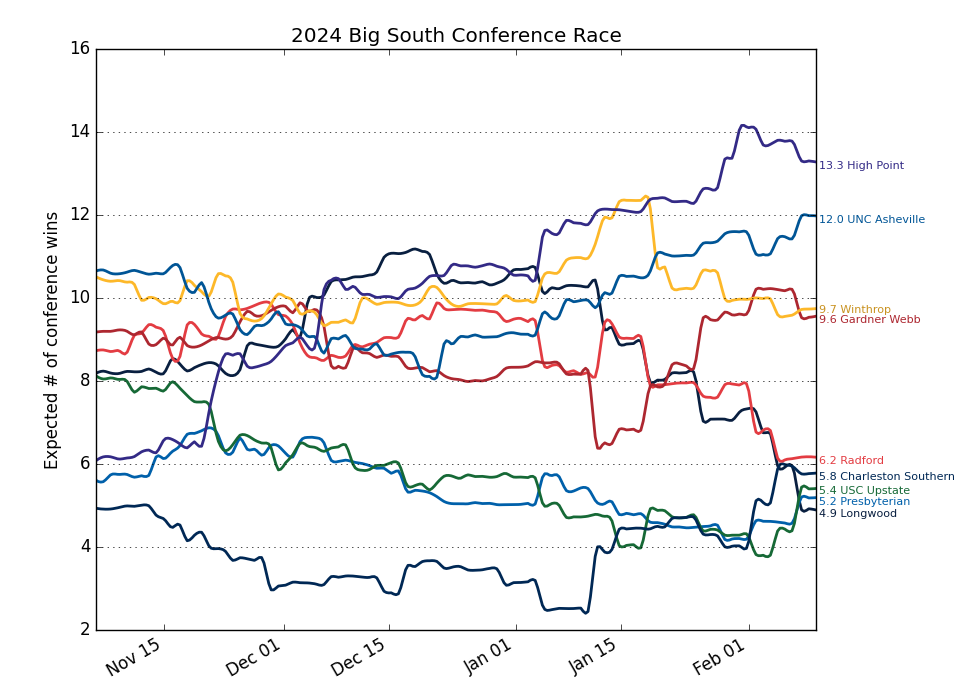 2024 Big South Conference Race
Expected # of conference wins
16
14
12
10
8
6
4
2
Nov 15
Dec 01
Dec 15
Jan 01
Jan 15
Feb 01
13.3 High Point
12.0 UNC Asheville
9.7 Winthrop
9.6 Gardner Webb
6.2 Radford
5.8 Charleston Southern
5.4 USC Upstate
5.2 Presbyterian
4.9 Longwood